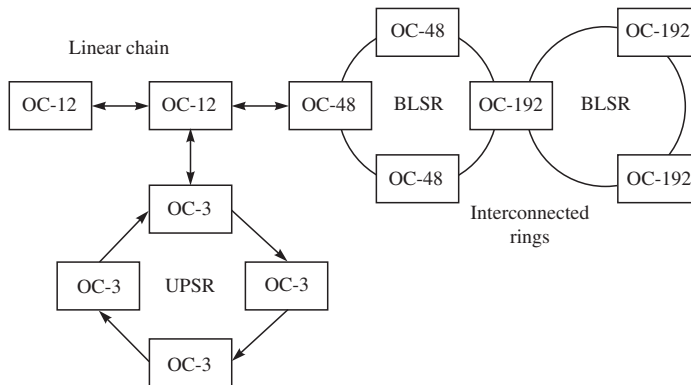 OC-48
OC-192
Linear chain
OC-12
OC-12
OC-48
BLSR
OC-192
BLSR
OC-48
OC-192
OC-3
Interconnected
rings
OC-3
UPSR
OC-3
OC-3